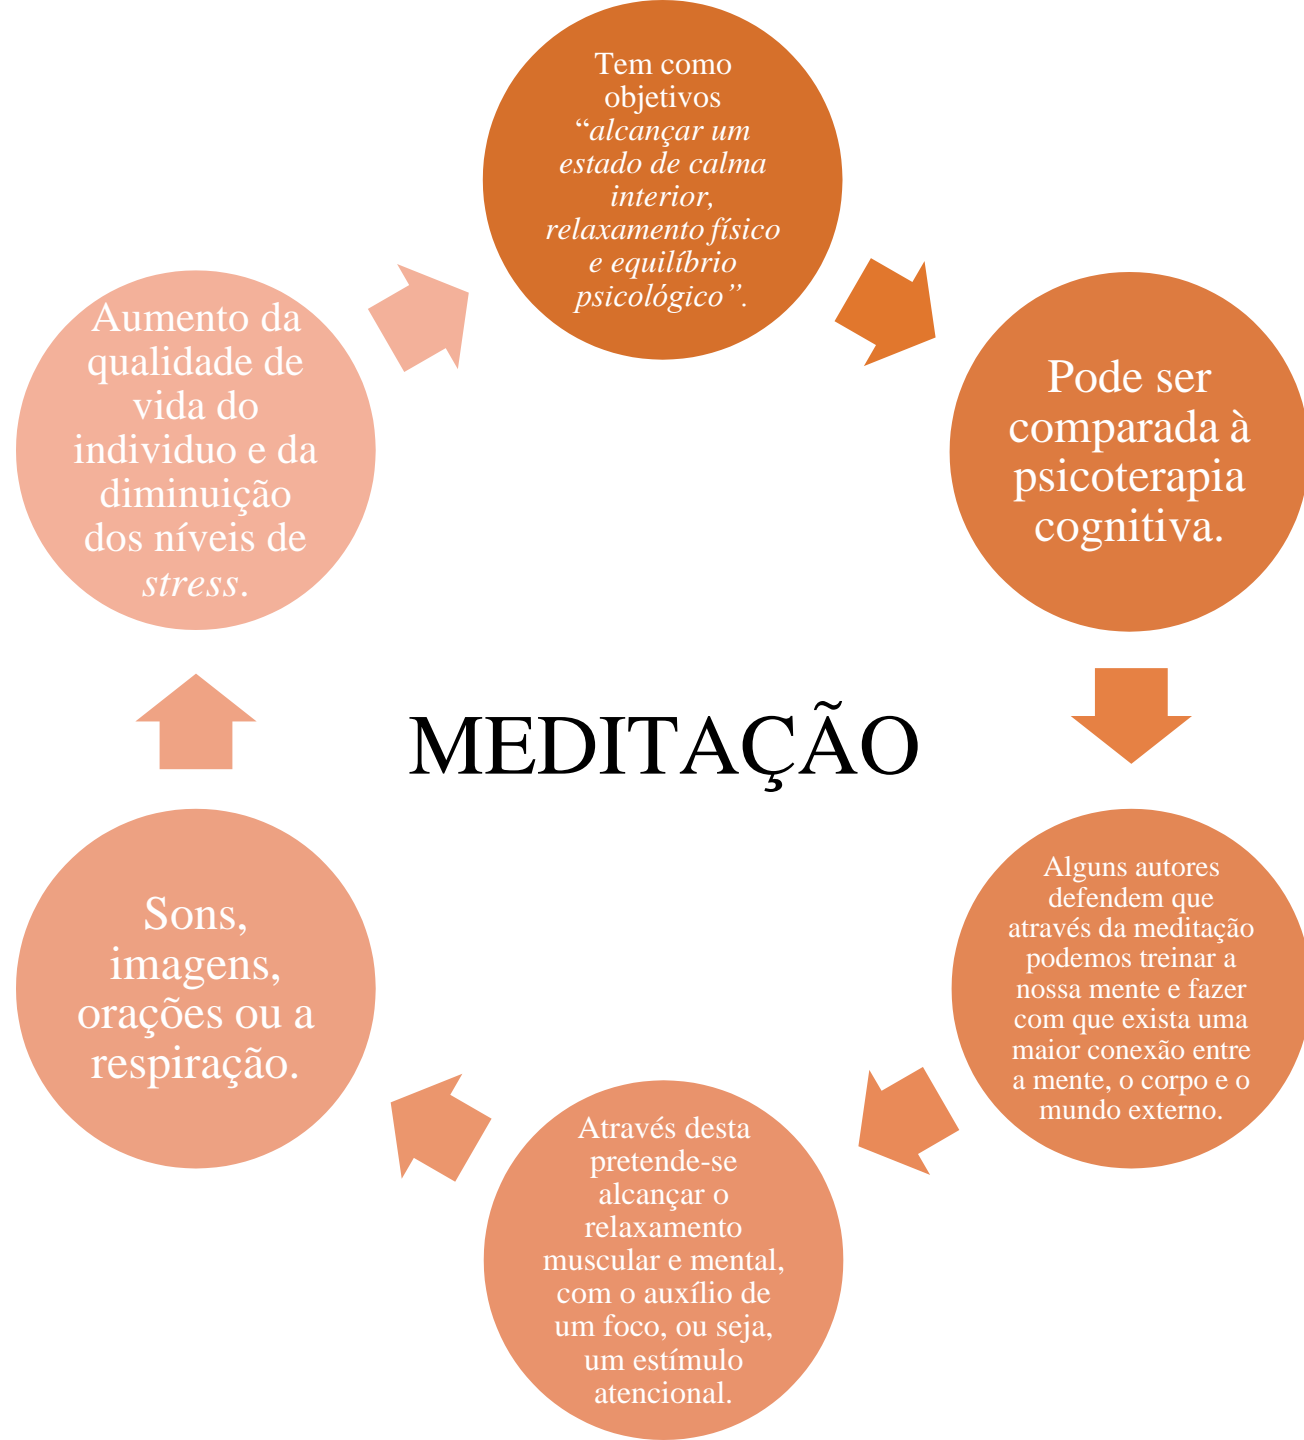 Tem como
objetivos
“alcançar um
estado de calma
interior,
relaxamento físico
e equilíbrio
psicológico”.
Pode ser
comparada à
psicoterapia
cognitiva.
Alguns autores
defendem que
através da meditação
podemos treinar a
nossa mente e fazer
com que exista uma
maior conexão entre
a mente, o corpo e o
mundo externo.
Através desta
pretende-se
alcançar o
relaxamento
muscular e mental,
com o auxílio de
um foco, ou seja,
um estímulo
atencional.
Sons,
imagens,
orações ou a
respiração.
Aumento da
qualidade de
vida do
individuo e da
diminuição
dos níveis de
stress.
MEDITAÇÃO